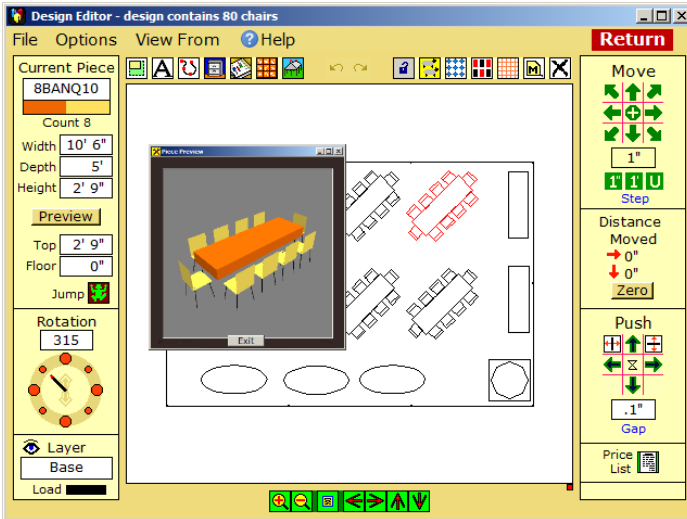 Design Editor - design contains 80 chairs
File Options View From ? Help Return
Current Piece
8BANQ10
Count 8
Width 10' 6"
Depth 5'
Height 2' 9"
Preview
Top 2' 9"
Floor 0"
Jump
Rotation
315
Layer
Base
Load
A M
Piece Preview
Exit
Move
1"
1" 1' U
Step
Distance
Moved
0"
0"
Zero
Push
.1"
Gap
Price
List